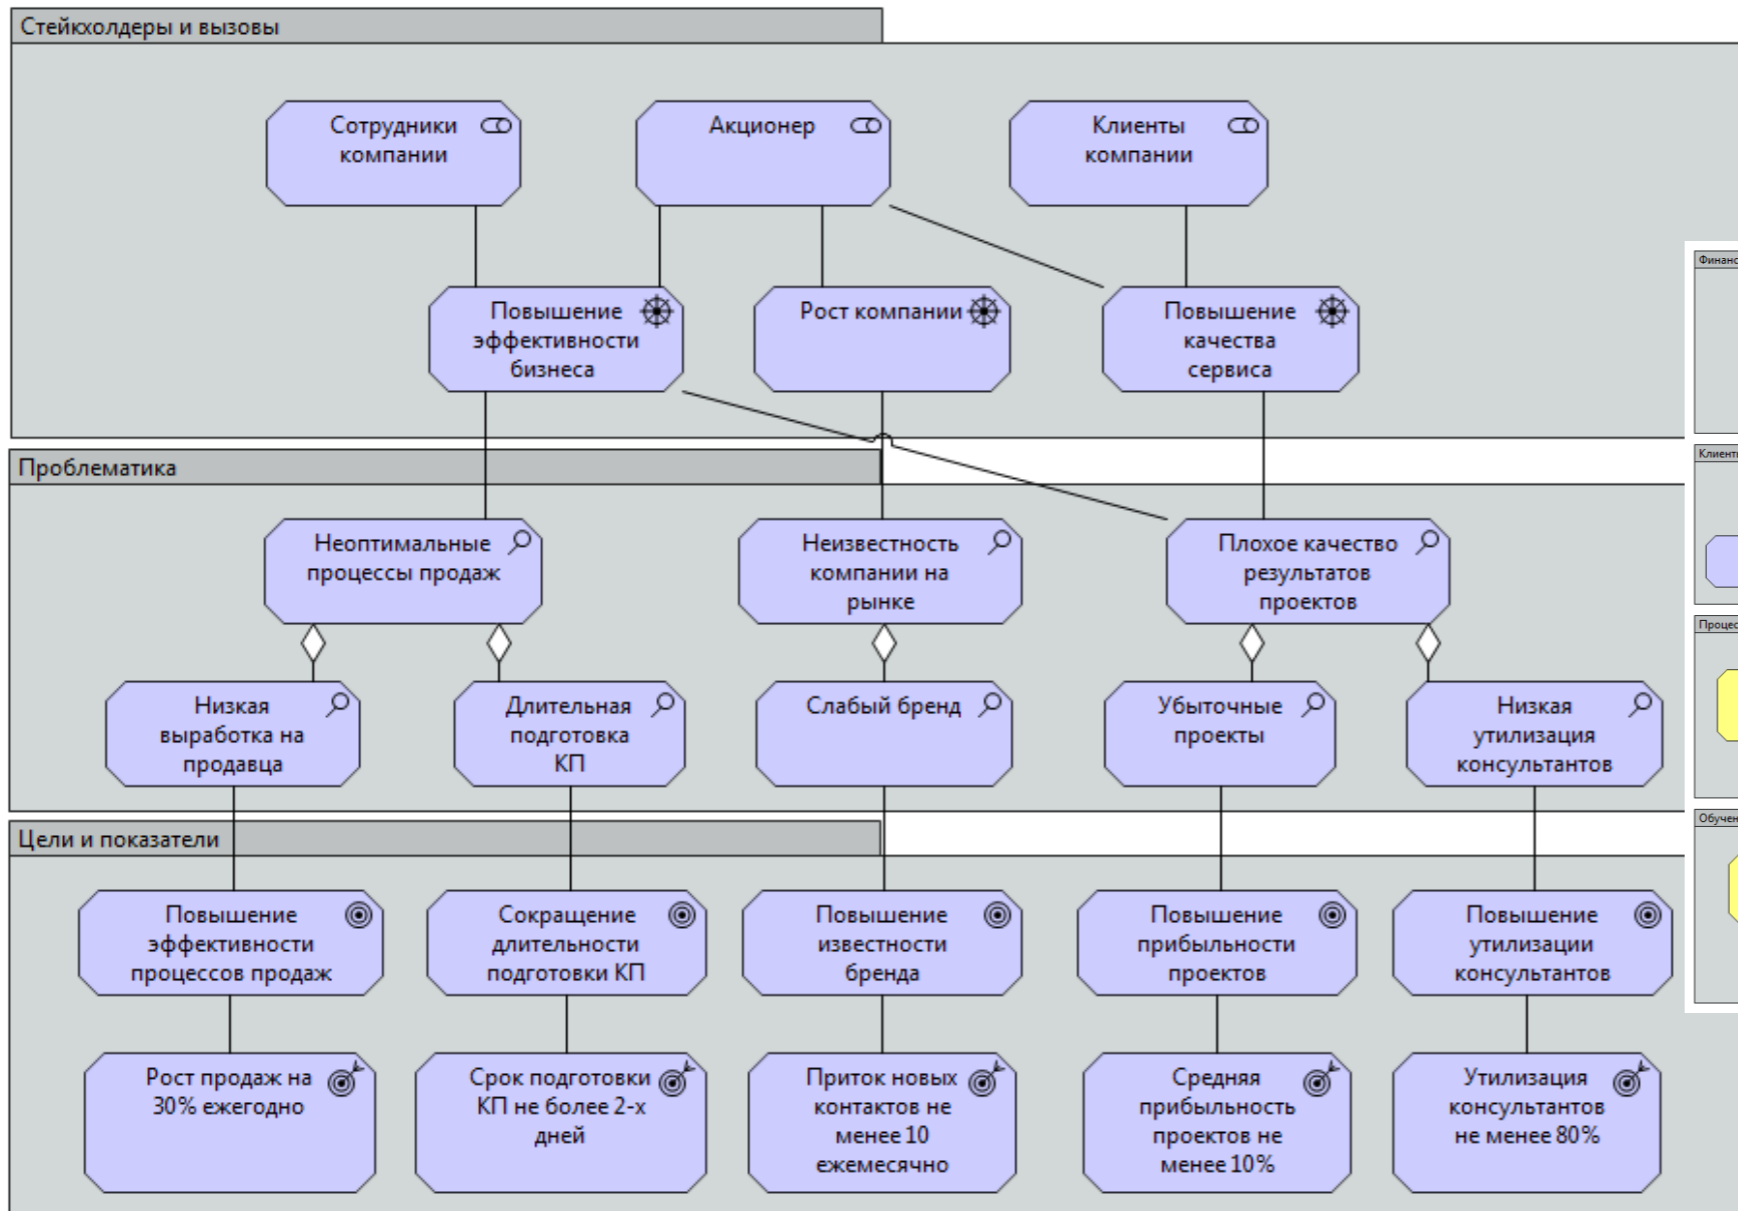 Стейкхолдеры и вызовы
Сотрудники
компании
Акционер
Клиенты
компании
Повышение
эффективности
бизнеса
Рост компании
Повышение
качества
сервиса
Проблематика
Неоптимальные
процессы продаж
Неизвестность
компании на
рынке
Плохое качество
результатов
проектов
Низкая
выработка на
продавца
Длительная
подготовка
КП
Слабый бренд
Убыточные
проекты
Низкая
утилизация
консультантов
Цели и показатели
Повышение
эффективности
процессов продаж
Сокращение
длительности
подготовки КП
Повышение
известности
бренда
Повышение
прибыльности
проектов
Повышение
утилизации
консультантов
Рост продаж на
30% ежегодно
Срок подготовки
КП не более 2-х
дней
Приток новых
контактов не
менее 10
ежемесячно
Средняя
прибыльность
проектов не
менее 10%
Утилизация
консультантов
не менее 80%